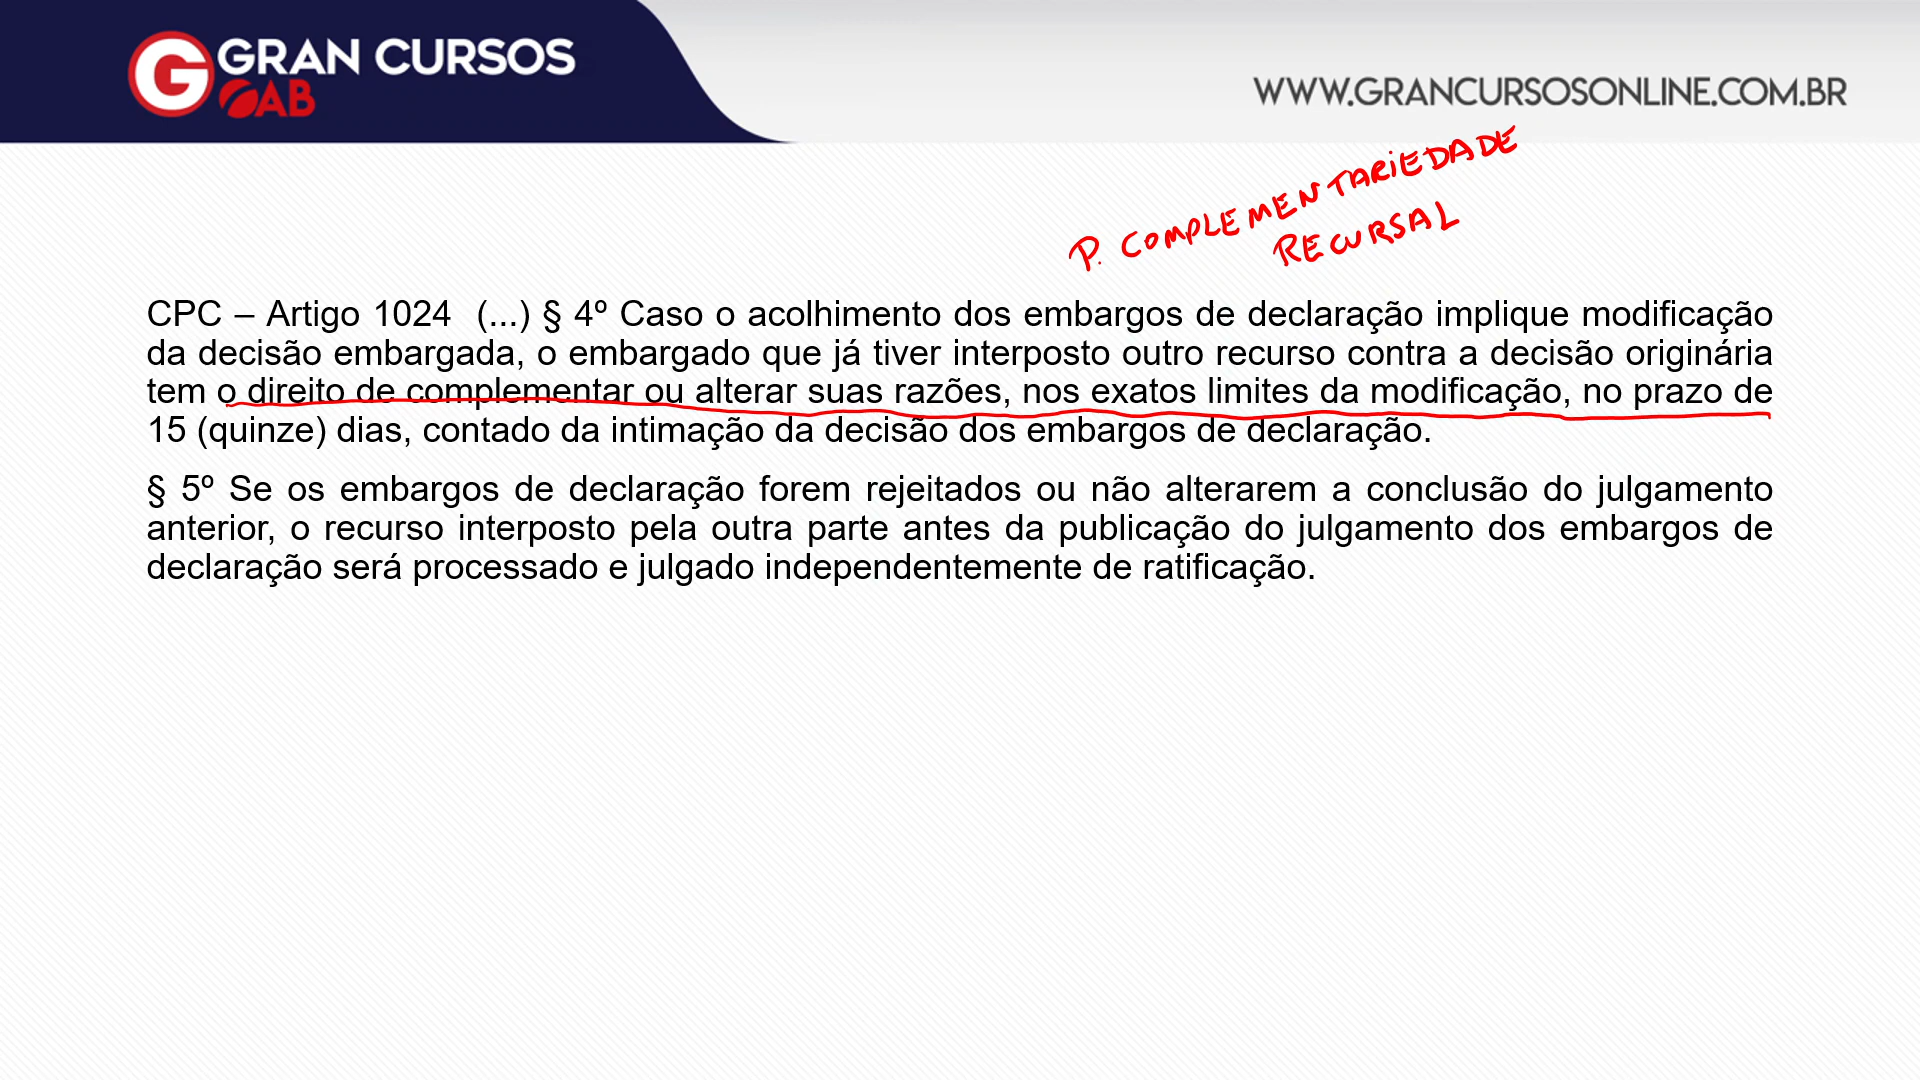 GRAN CURSOS
OAB
WWW.GRANCURSOSONLINE.COM.BR
P. COMPLEMENTARIEDADE
RECURSAL
CPC – Artigo 1024 (...) § 4º Caso o acolhimento dos embargos de declaração implique modificação
da decisão embargada, o embargado que já tiver interposto outro recurso contra a decisão originária
tem o direito de complementar ou alterar suas razões, nos exatos limites da modificação, no prazo de
15 (quinze) dias, contado da intimação da decisão dos embargos de declaração.
§ 5º Se os embargos de declaração forem rejeitados ou não alterarem a conclusão do julgamento
anterior, o recurso interposto pela outra parte antes da publicação do julgamento dos embargos de
declaração será processado e julgado independentemente de ratificação.